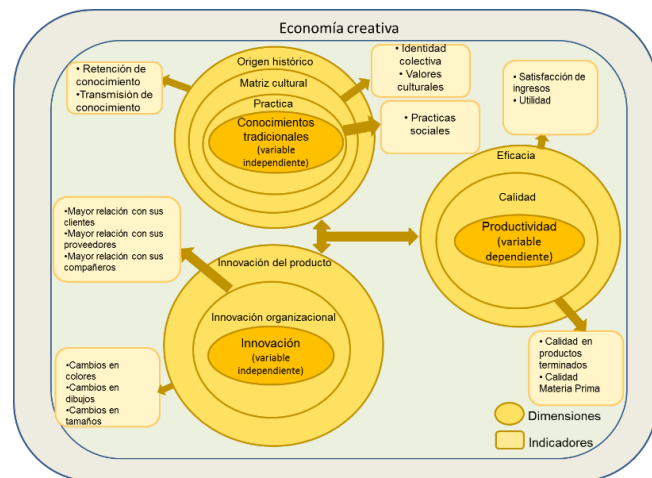 Economía creativa
• Retención de
conocimiento
•Transmisión de
conocimiento
Origen histórico
Matriz cultural
Practica
Conocimientos
tradicionales
(variable
independiente)
• Identidad
colectiva
• Valores
culturales
• Practicas
sociales
• Satisfacción de
ingresos
• Utilidad
Eficacia
Calidad
Productividad
(variable
dependiente)
•Mayor relación con sus
clientes
•Mayor relación con sus
proveedores
•Mayor relación con sus
compañeros
Innovación del producto
Innovación organizacional
Innovación
(variable
independiente)
•Cambios en
colores
•Cambios en
dibujos
•Cambios en
tamaños
• Calidad en
productos
terminados
• Calidad
Materia Prima
Dimensiones
Indicadores